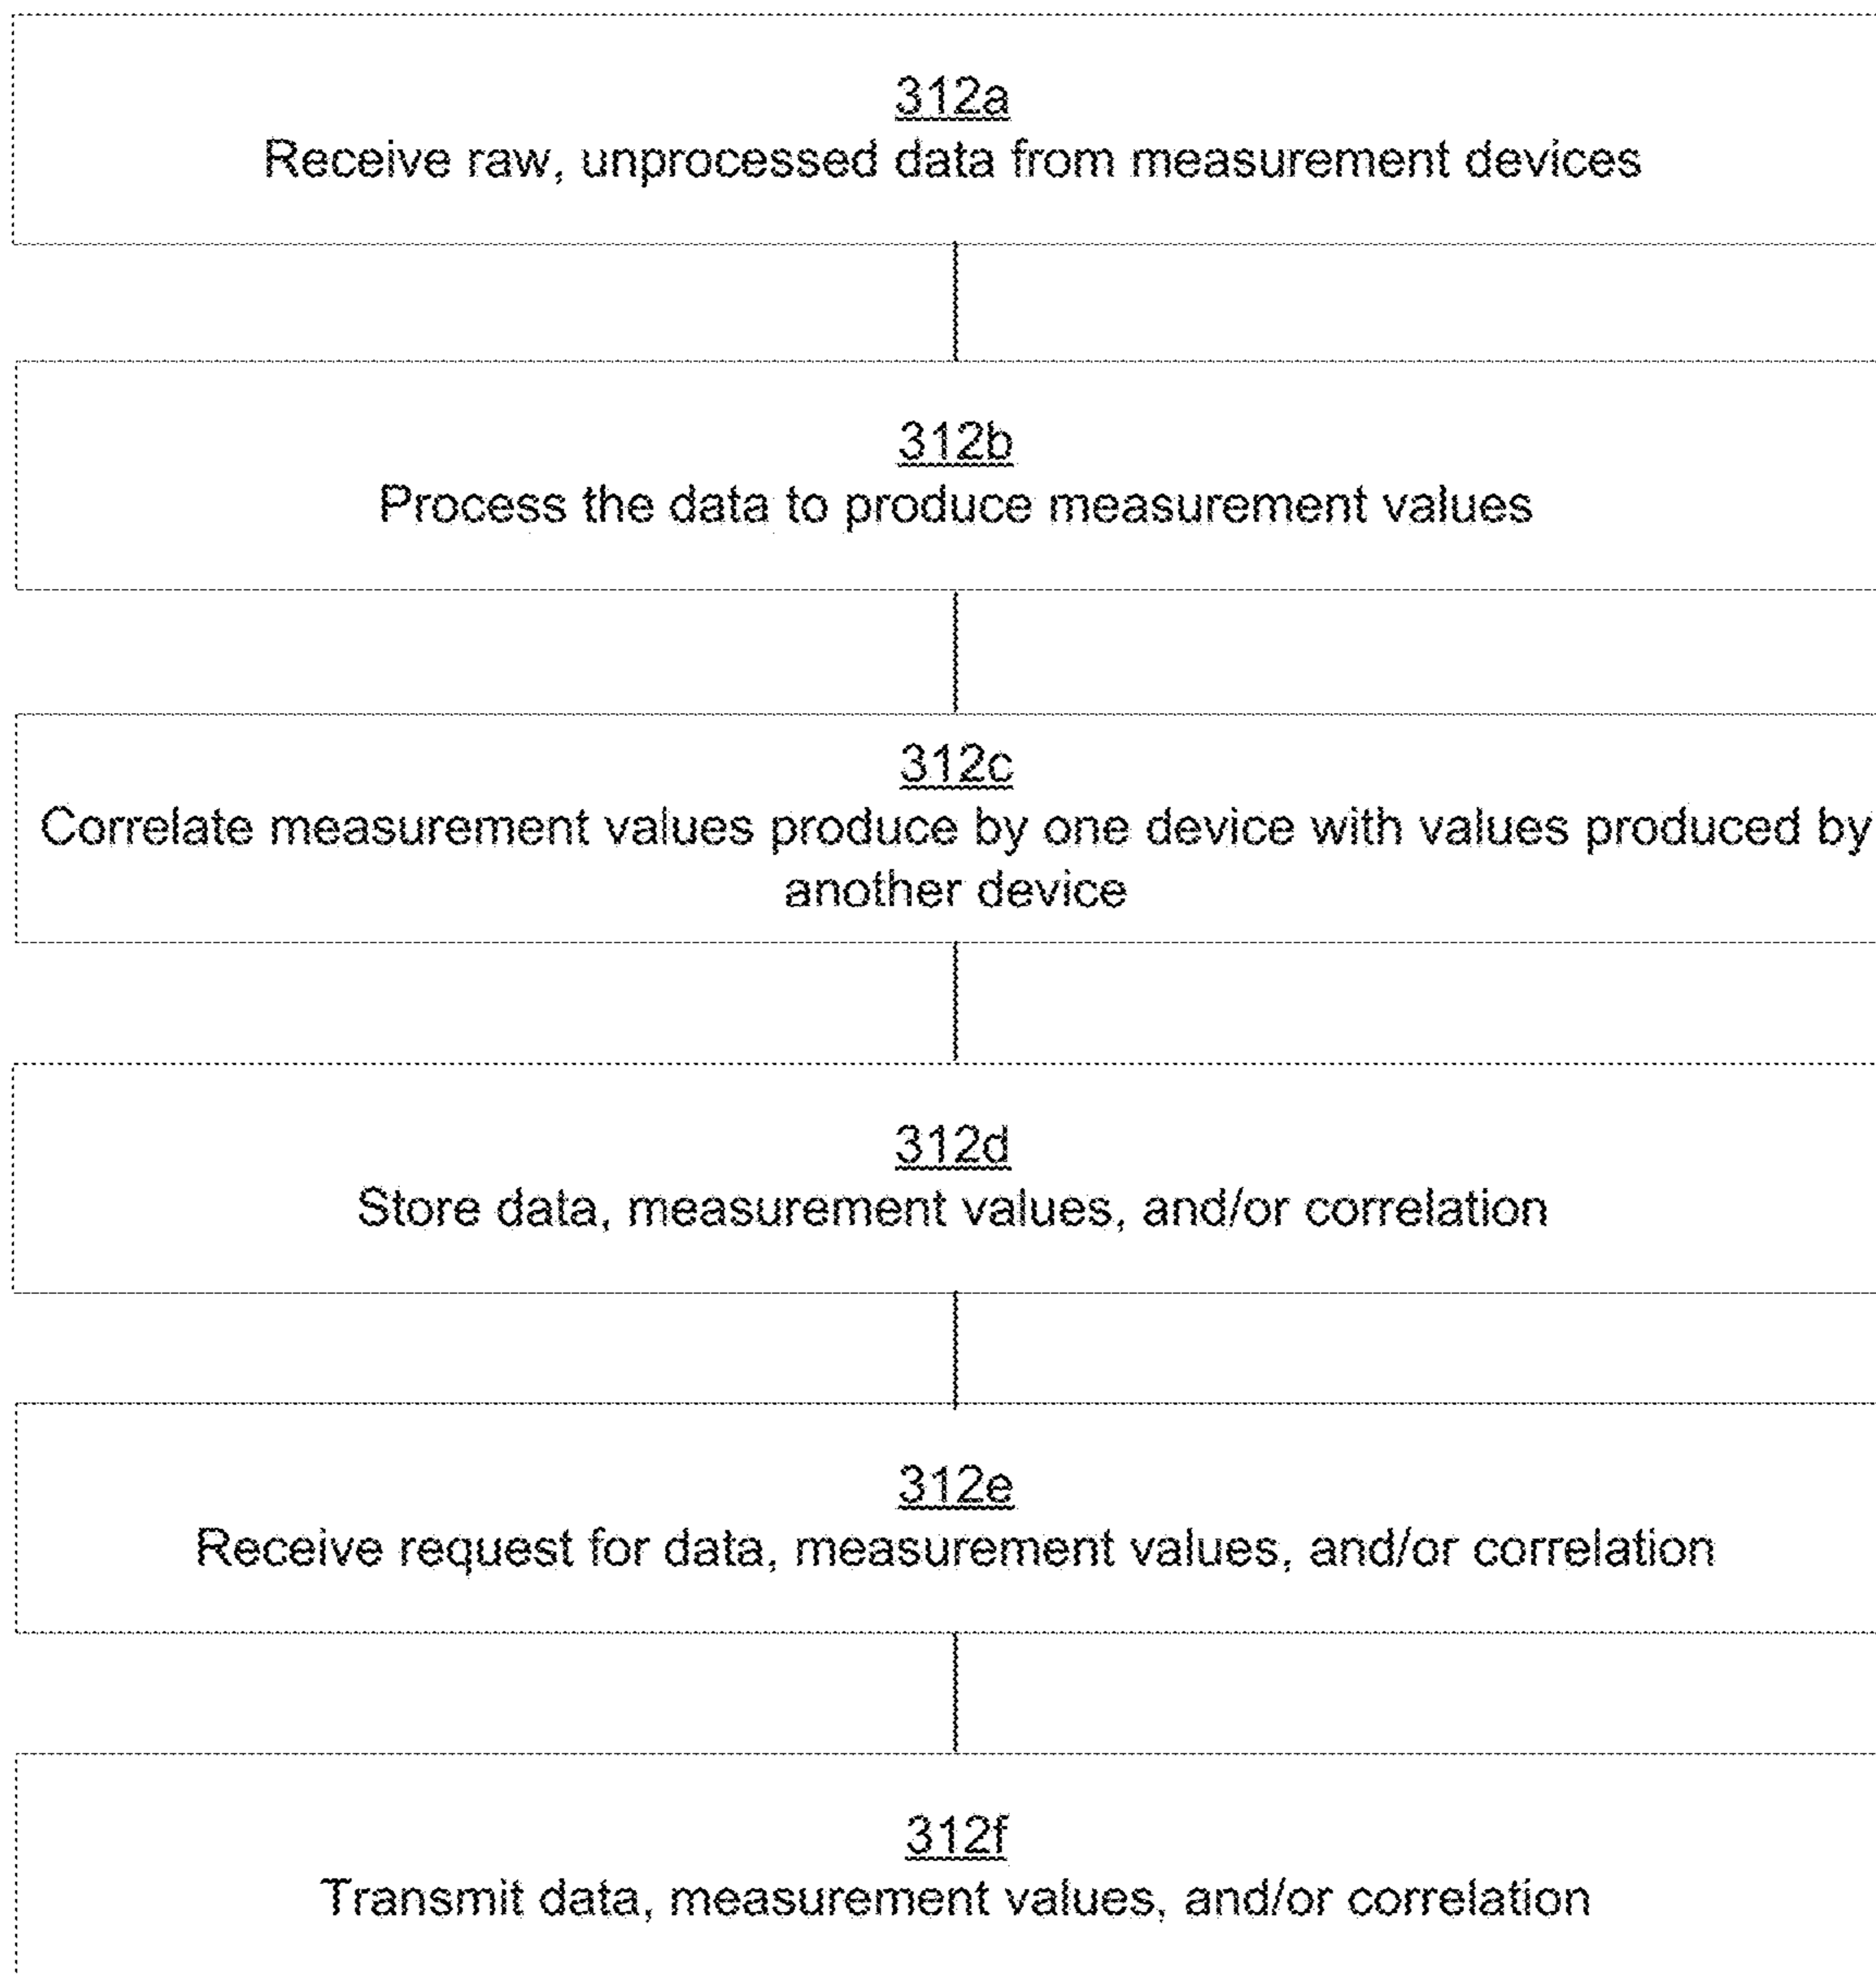 312a
Receive raw, unprocessed data from measurement devices
312b
Process the data to produce measurement values
312c
Correlate measurement values produce by one device with values produced by
another device
312d
Store data, measurement values, and/or correlation
312e
Receive request for data, measurement values, and/or correlation
312f
Transmit data, measurement values, and/or correlation